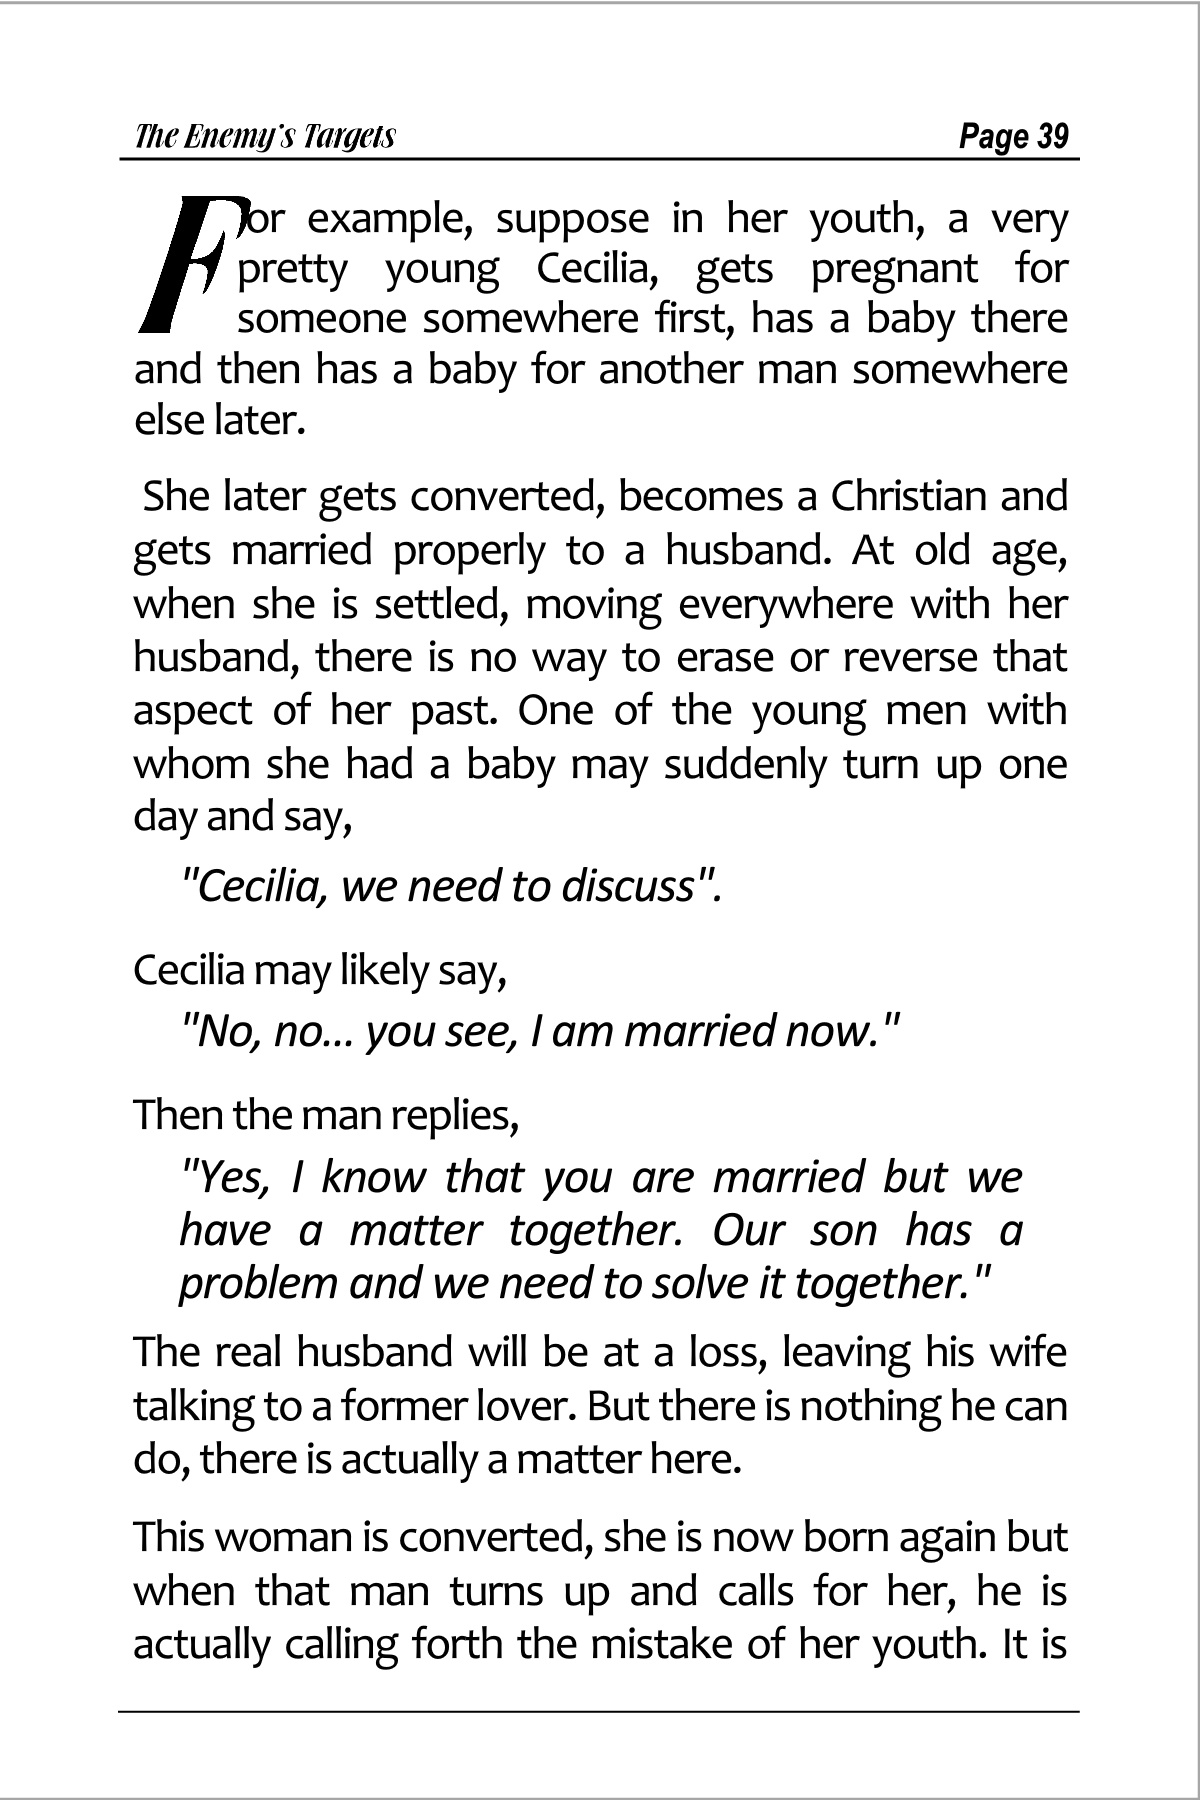 The Enemy's Targets Page 39
For example, suppose in her youth, a very
pretty young Cecilia, gets pregnant for
someone somewhere first, has a baby there
and then has a baby for another man somewhere
else later.
She later gets converted, becomes a Christian and
gets married properly to a husband. At old age,
when she is settled, moving everywhere with her
husband, there is no way to erase or reverse that
aspect of her past. One of the young men with
whom she had a baby may suddenly turn up one
day and say,
"Cecilia, we need to discuss".
Cecilia may likely say,
"No, no... you see, I am married now."
Then the man replies,
"Yes, I know that you are married but we
have a matter together. Our son has a
problem and we need to solve it together."
The real husband will be at a loss, leaving his wife
talking to a former lover. But there is nothing he can
do, there is actually a matter here.
This woman is converted, she is now born again but
when that man turns up and calls for her, he is
actually calling forth the mistake of her youth. It is